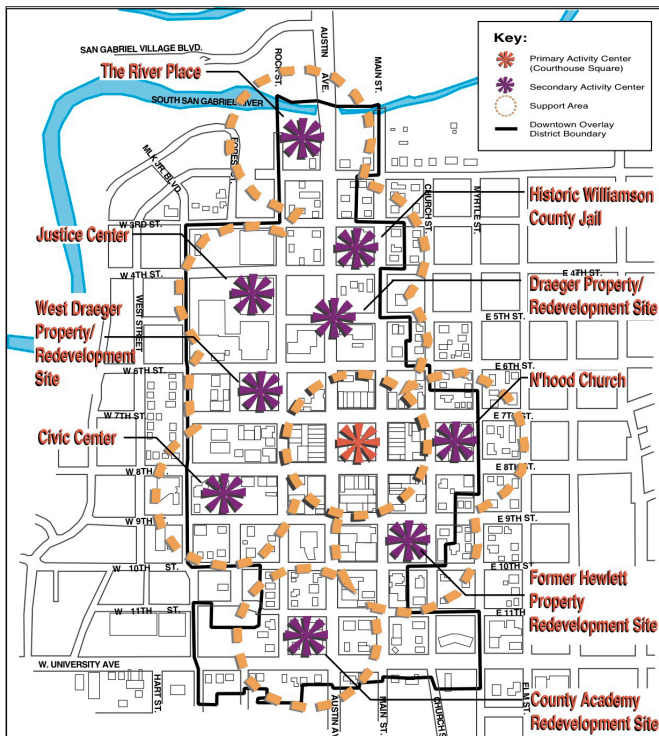 Key:
Primary Activity Center
(Courthouse Square)
Secondary Activity Center
Support Area
Downtown Overlay
District Boundary
SAN GABRIEL VILLAGE BLVD.
ROCK ST.
AUSTIN AVE.
MAIN ST.
The River Place
SOUTH SAN GABRIEL RIVER
MLK JR. BLVD
CHURCH ST.
MYRTLE ST.
Historic Williamson
County Jail
W 3RD ST.
Justice Center
W 4TH ST.
E 4TH ST.
Draeger Property/
Redevelopment Site
WEST STREET
E 5TH ST.
West Draeger
Property/
Redevelopment
Site
W 6TH ST.
E 6TH ST.
N'hood Church
W 7TH ST.
E 7TH ST.
Civic Center
W 8TH ST.
E 8TH ST.
W 9TH ST.
E 9TH ST.
W 10TH ST.
E 10TH ST
Former Hewlett
Property
Redevelopment Site
W 11TH ST.
E 11TH
W. UNIVERSITY AVE
HART ST.
AUSTIN AV
MAIN ST.
CHURCH S
ELM ST.
County Academy
Redevelopment Site